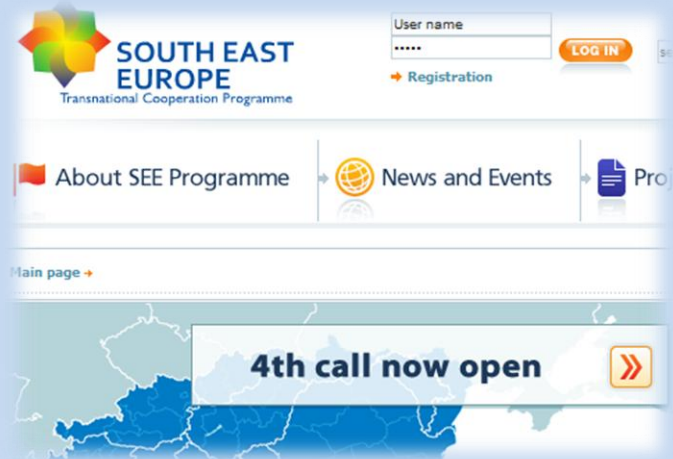 SOUTH EAST
EUROPE
Transnational Cooperation Programme
User name
•••••
LOG IN
Registration
About SEE Programme
News and Events
Main page
4th call now open